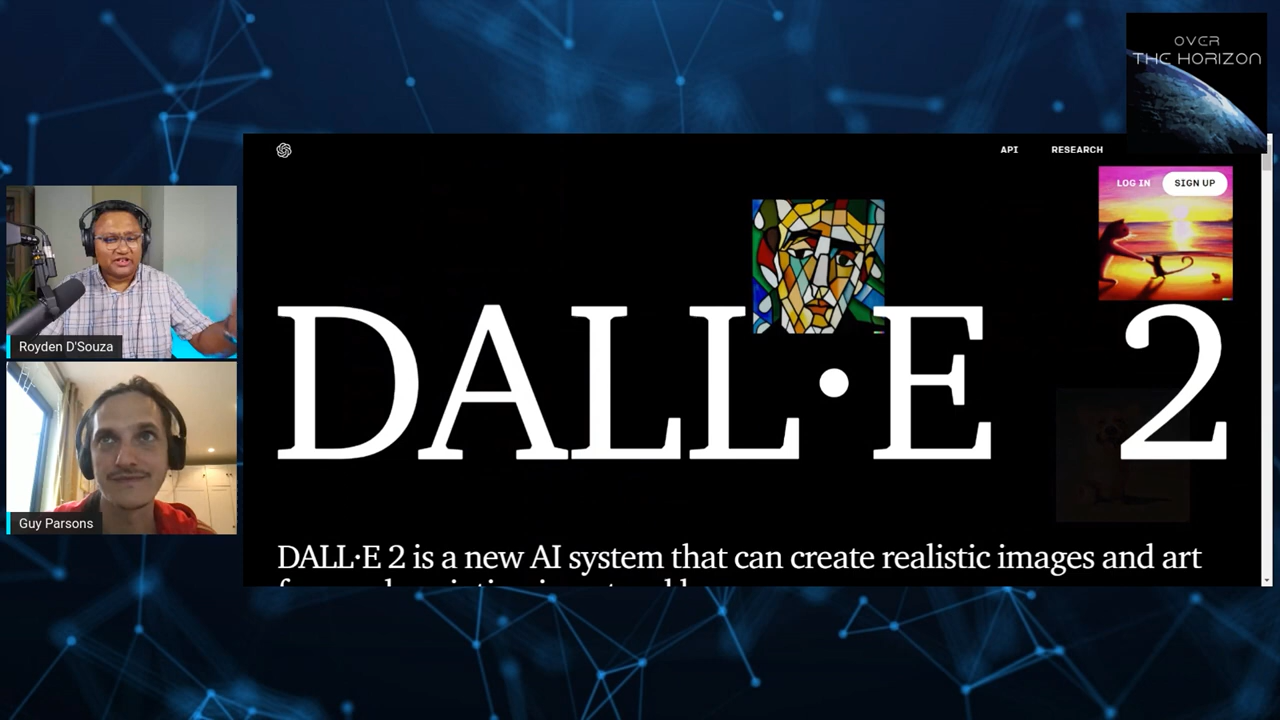 OVER
THE HORIZON
API RESEARCH
LOG IN SIGN UP
DALL·E 2
DALL·E 2 is a new AI system that can create realistic images and art
Royden D'Souza
Guy Parsons